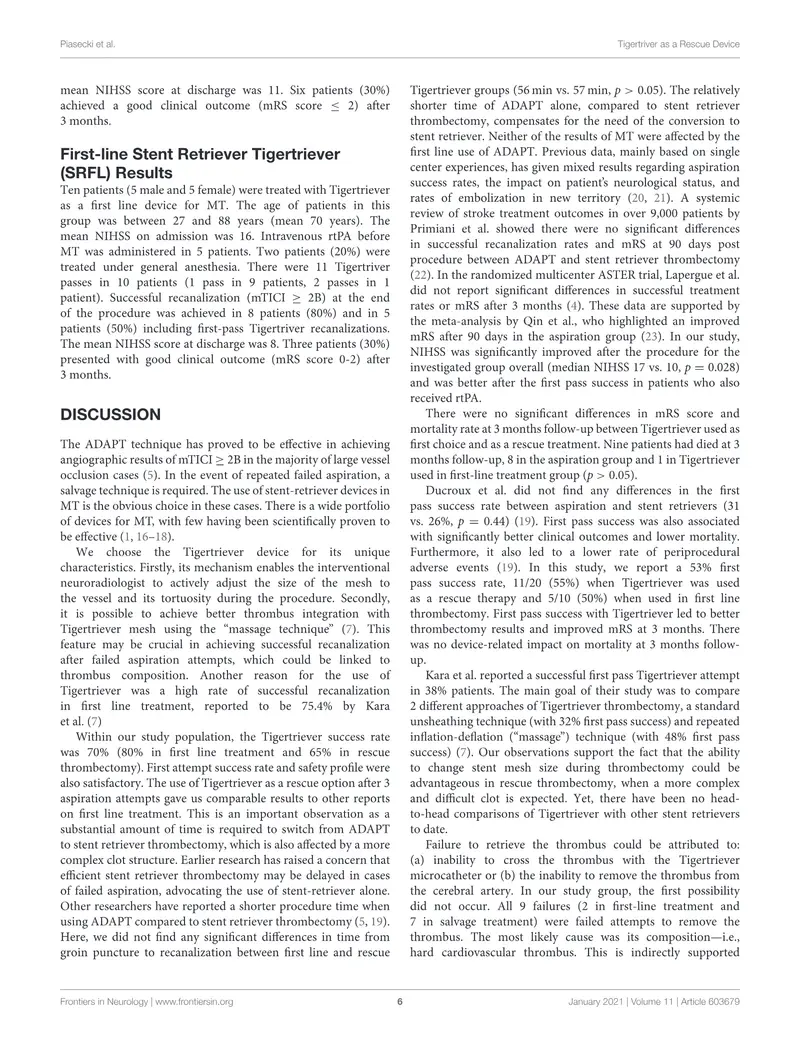 Piasecki et al.
Tigertriver as a Rescue Device
mean NIHSS score at discharge was 11. Six patients (30%)
achieved a good clinical outcome (mRS score ≤ 2) after
3 months.
First-line Stent Retriever Tigertriever
(SRFL) Results
Ten patients (5 male and 5 female) were treated with Tigertriever
as a first line device for MT. The age of patients in this
group was between 27 and 88 years (mean 70 years). The
mean NIHSS on admission was 16. Intravenous rtPA before
MT was administered in 5 patients. Two patients (20%) were
treated under general anesthesia. There were 11 Tigertriver
passes in 10 patients (1 pass in 9 patients, 2 passes in 1
patient). Successful recanalization (mTICI ≥ 2B) at the end
of the procedure was achieved in 8 patients (80%) and in 5
patients (50%) including first-pass Tigertriver recanalizations.
The mean NIHSS score at discharge was 8. Three patients (30%)
presented with good clinical outcome (mRS score 0-2) after
3 months.
DISCUSSION
The ADAPT technique has proved to be effective in achieving
angiographic results of mTICI ≥ 2B in the majority of large vessel
occlusion cases (5). In the event of repeated failed aspiration, a
salvage technique is required. The use of stent-retriever devices in
MT is the obvious choice in these cases. There is a wide portfolio
of devices for MT, with few having been scientifically proven to
be effective (1, 16–18).
We choose the Tigertriever device for its unique
characteristics. Firstly, its mechanism enables the interventional
neuroradiologist to actively adjust the size of the mesh to
the vessel and its tortuosity during the procedure. Secondly,
it is possible to achieve better thrombus integration with
Tigertriever mesh using the “massage technique” (7). This
feature may be crucial in achieving successful recanalization
after failed aspiration attempts, which could be linked to
thrombus composition. Another reason for the use of
Tigertriever was a high rate of successful recanalization
in first line treatment, reported to be 75.4% by Kara
et al. (7)
Within our study population, the Tigertriever success rate
was 70% (80% in first line treatment and 65% in rescue
thrombectomy). First attempt success rate and safety profile were
also satisfactory. The use of Tigertriever as a rescue option after 3
aspiration attempts gave us comparable results to other reports
on first line treatment. This is an important observation as a
substantial amount of time is required to switch from ADAPT
to stent retriever thrombectomy, which is also affected by a more
complex clot structure. Earlier research has raised a concern that
efficient stent retriever thrombectomy may be delayed in cases
of failed aspiration, advocating the use of stent-retriever alone.
Other researchers have reported a shorter procedure time when
using ADAPT compared to stent retriever thrombectomy (5, 19).
Here, we did not find any significant differences in time from
groin puncture to recanalization between first line and rescue
Tigertriever groups (56 min vs. 57 min, p > 0.05). The relatively
shorter time of ADAPT alone, compared to stent retriever
thrombectomy, compensates for the need of the conversion to
stent retriever. Neither of the results of MT were affected by the
first line use of ADAPT. Previous data, mainly based on single
center experiences, has given mixed results regarding aspiration
success rates, the impact on patient’s neurological status, and
rates of embolization in new territory (20, 21). A systemic
review of stroke treatment outcomes in over 9,000 patients by
Primiani et al. showed there were no significant differences
in successful recanalization rates and mRS at 90 days post
procedure between ADAPT and stent retriever thrombectomy
(22). In the randomized multicenter ASTER trial, Lapergue et al.
did not report significant differences in successful treatment
rates or mRS after 3 months (4). These data are supported by
the meta-analysis by Qin et al., who highlighted an improved
mRS after 90 days in the aspiration group (23). In our study,
NIHSS was significantly improved after the procedure for the
investigated group overall (median NIHSS 17 vs. 10, p = 0.028)
and was better after the first pass success in patients who also
received rtPA.
There were no significant differences in mRS score and
mortality rate at 3 months follow-up between Tigertriever used as
first choice and as a rescue treatment. Nine patients had died at 3
months follow-up, 8 in the aspiration group and 1 in Tigertriever
used in first-line treatment group (p > 0.05).
Ducroux et al. did not find any differences in the first
pass success rate between aspiration and stent retrievers (31
vs. 26%, p = 0.44) (19). First pass success was also associated
with significantly better clinical outcomes and lower mortality.
Furthermore, it also led to a lower rate of periprocedural
adverse events (19). In this study, we report a 53% first
pass success rate, 11/20 (55%) when Tigertriever was used
as a rescue therapy and 5/10 (50%) when used in first line
thrombectomy. First pass success with Tigertriever led to better
thrombectomy results and improved mRS at 3 months. There
was no device-related impact on mortality at 3 months follow-
up.
Kara et al. reported a successful first pass Tigertriever attempt
in 38% patients. The main goal of their study was to compare
2 different approaches of Tigertriever thrombectomy, a standard
unsheathing technique (with 32% first pass success) and repeated
inflation-deflation (“massage”) technique (with 48% first pass
success) (7). Our observations support the fact that the ability
to change stent mesh size during thrombectomy could be
advantageous in rescue thrombectomy, when a more complex
and difficult clot is expected. Yet, there have been no head-
to-head comparisons of Tigertriever with other stent retrievers
to date.
Failure to retrieve the thrombus could be attributed to:
(a) inability to cross the thrombus with the Tigertriever
microcatheter or (b) the inability to remove the thrombus from
the cerebral artery. In our study group, the first possibility
did not occur. All 9 failures (2 in first-line treatment and
7 in salvage treatment) were failed attempts to remove the
thrombus. The most likely cause was its composition—i.e.,
hard cardiovascular thrombus. This is indirectly supported
Frontiers in Neurology | www.frontiersin.org
6
January 2021 | Volume 11 | Article 603679